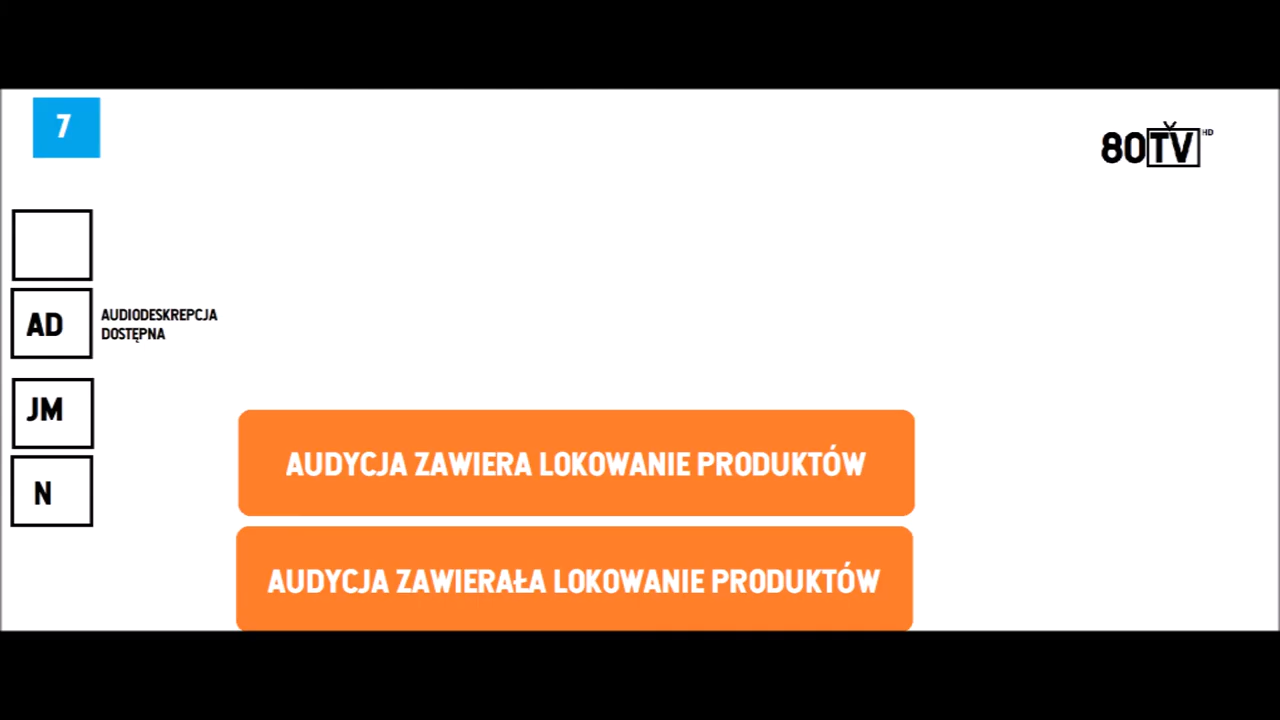 7
80TV HD
AD
AUDIODESKREPCJA
DOSTĘPNA
JM
N
AUDYCJA ZAWIERA LOKOWANIE PRODUKTÓW
AUDYCJA ZAWIERAŁA LOKOWANIE PRODUKTÓW